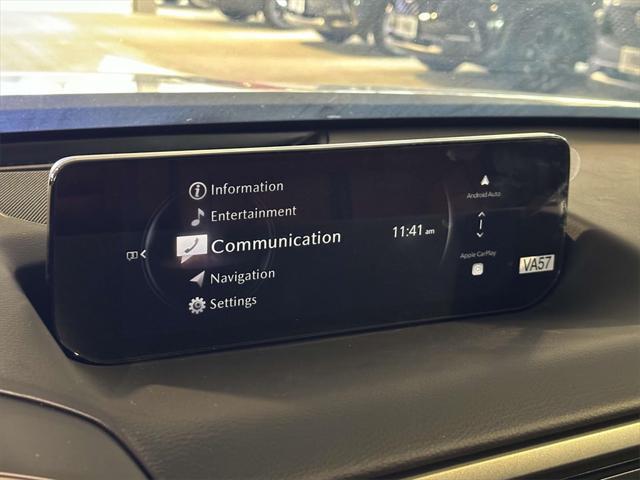 Information
Entertainment
Communication
Navigation
Settings
11:41 am
Android Auto
Apple CarPlay
VA57